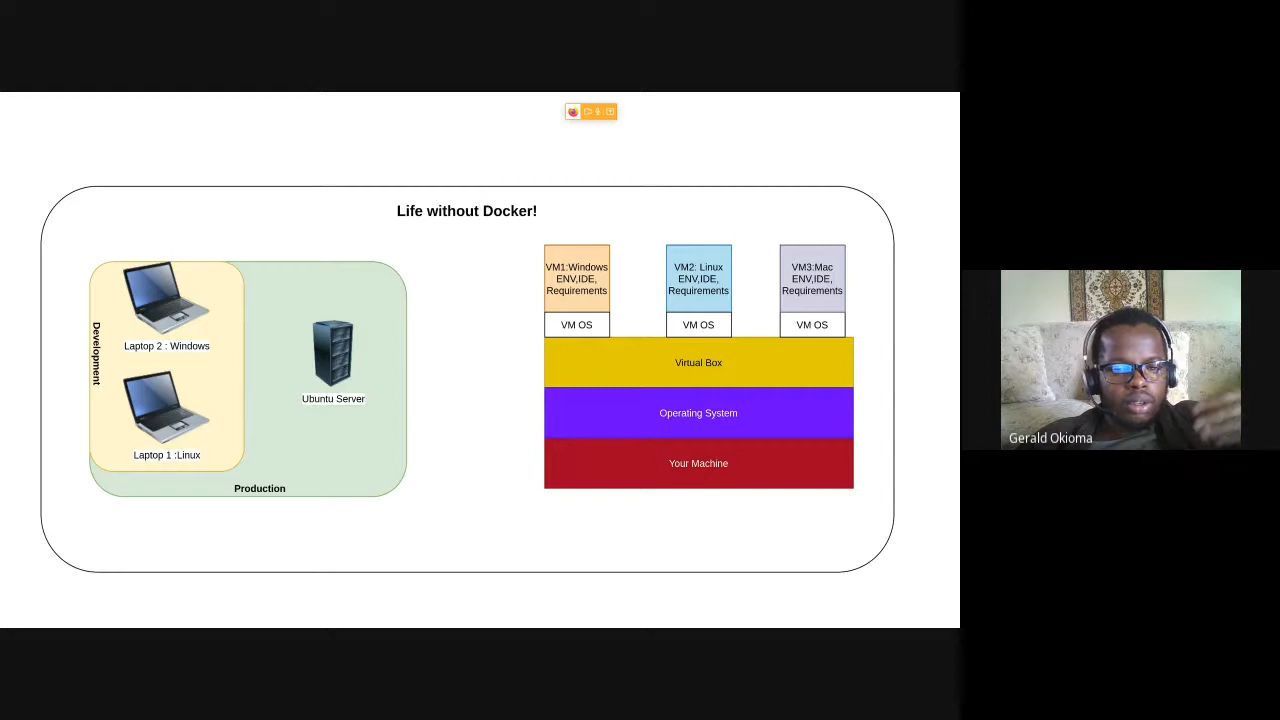 Life without Docker!
Development
Laptop 2 : Windows
Laptop 1 :Linux
Ubuntu Server
Production
VM1:Windows
ENV,IDE,
Requirements
VM2: Linux
ENV,IDE,
Requirements
VM3:Mac
ENV,IDE,
Requirements
VM OS
VM OS
VM OS
Virtual Box
Operating System
Your Machine
Gerald Okioma